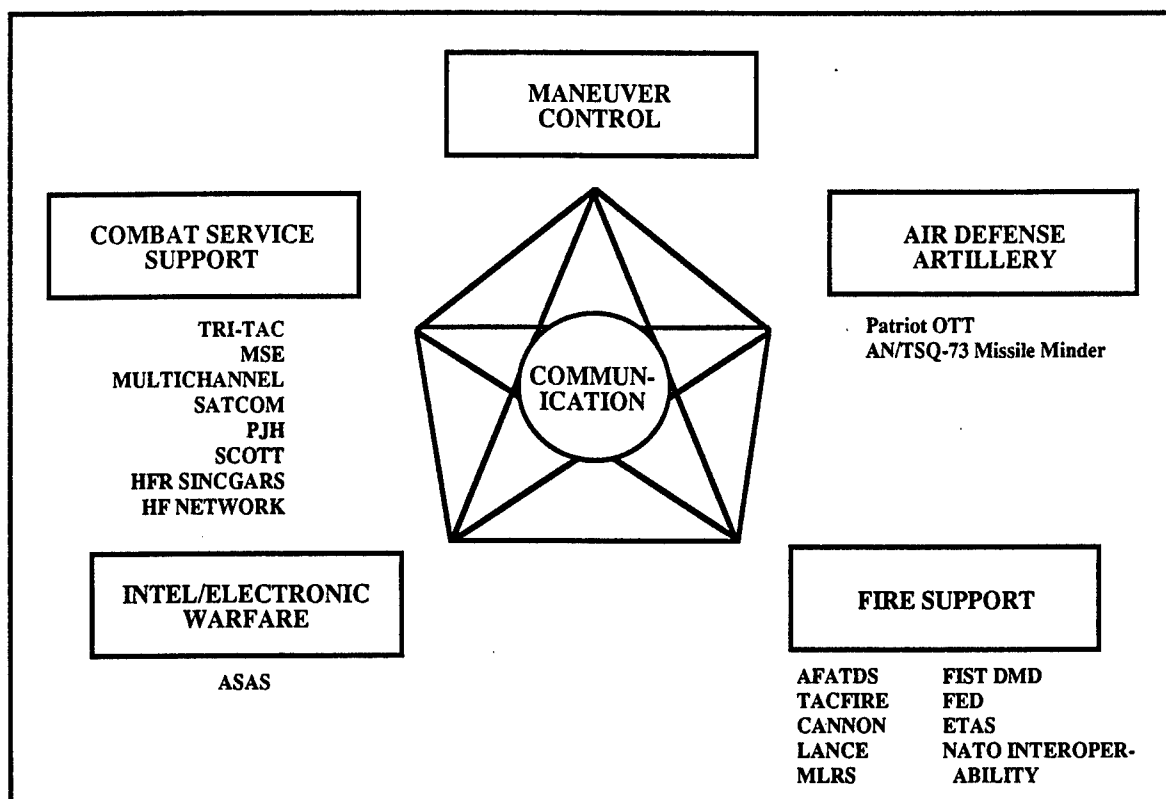 MANEUVER
CONTROL
COMBAT SERVICE
SUPPORT
AIR DEFENSE
ARTILLERY
TRI-TAC
MSE
MULTICHANNEL
SATCOM
PJH
SCOTT
HFR SINCGARS
HF NETWORK
Patriot OTT
AN/TSQ-73 Missile Minder
COMMUN-
ICATION
INTEL/ELECTRONIC
WARFARE
ASAS
FIRE SUPPORT
AFATDS FIST DMD
TACFIRE FED
CANNON ETAS
LANCE NATO INTEROPER-
MLRS ABILITY